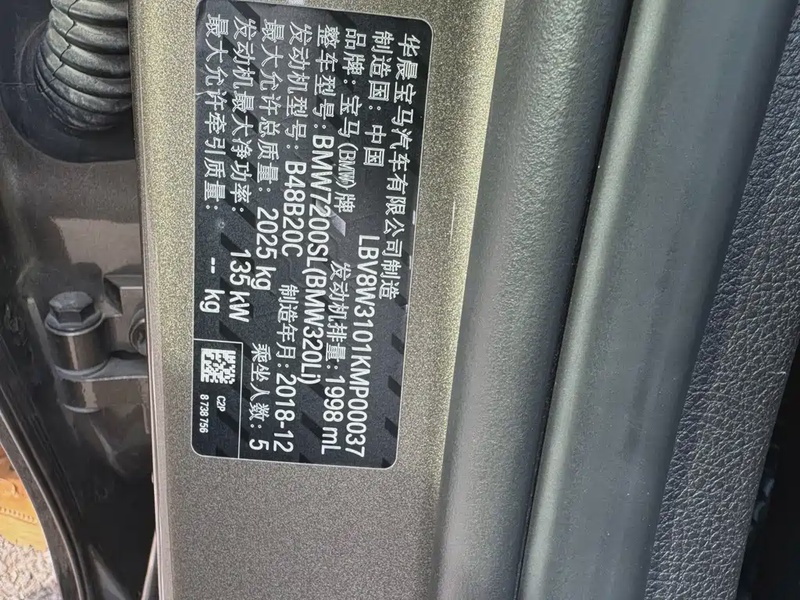 华晨宝马汽车有限公司制造
制造国：中国 LBV8W3101KMP00037
品牌：宝马(BMW)牌 发动机排量：1998 mL
整车型号：BMW7200SL(BMW320Li)
发动机型号：B48B20C 制造年月：2018-12
最大允许总质量：2025 kg 乘坐人数：5
发动机最大净功率：135 kW
最大允许牵引质量：-- kg
C2P
8 738 756